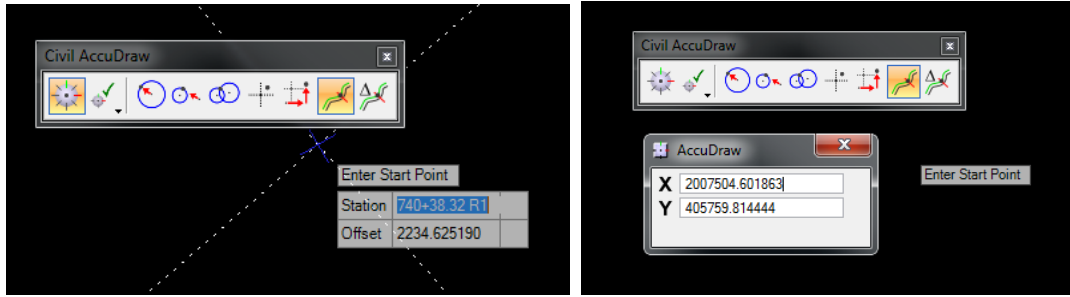 Civil AccuDraw
Enter Start Point
Station 740+38.32 R1
Offset 2234.625190
Civil AccuDraw
AccuDraw
X 2007504.601863
Y 405759.814444
Enter Start Point